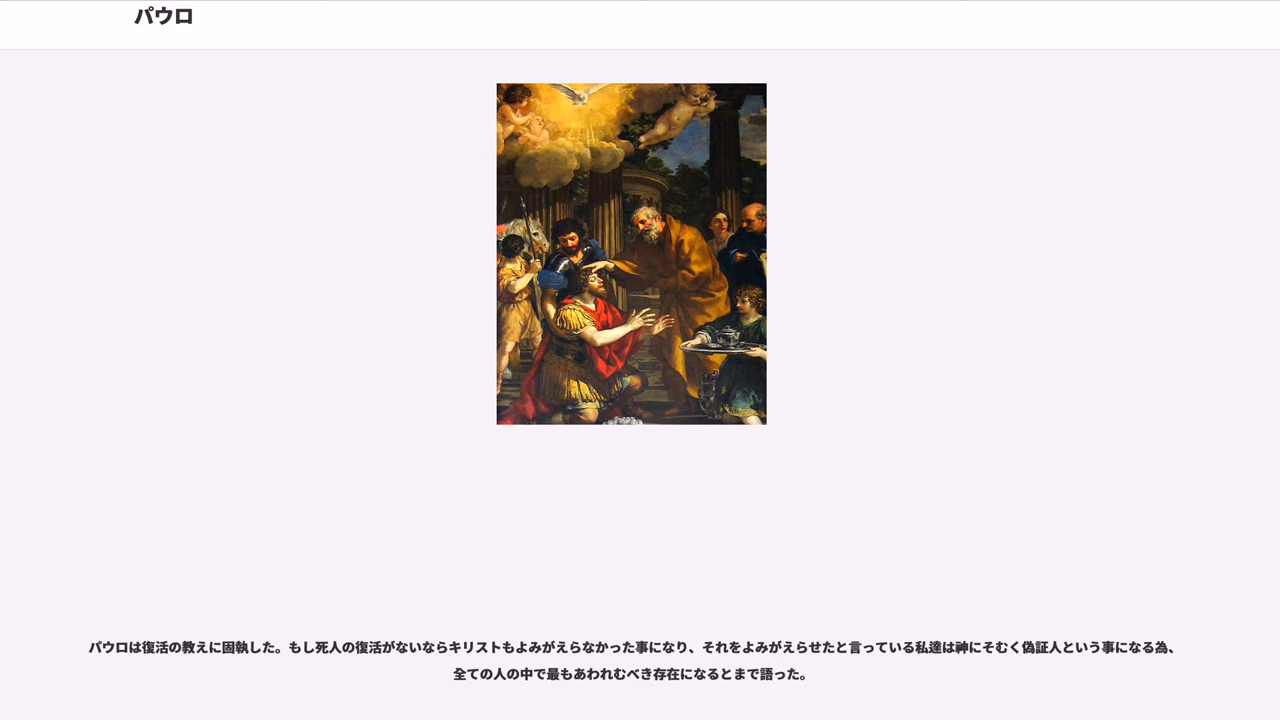 パウロ
パウロは復活の教えに固執した。もし死人の復活がないならキリストもよみがえらなかった事になり、それをよみがえらせたと言っている私達は神にそむく偽証人という事になる為、
全ての人の中で最もあわれむべき存在になるとまで語った。